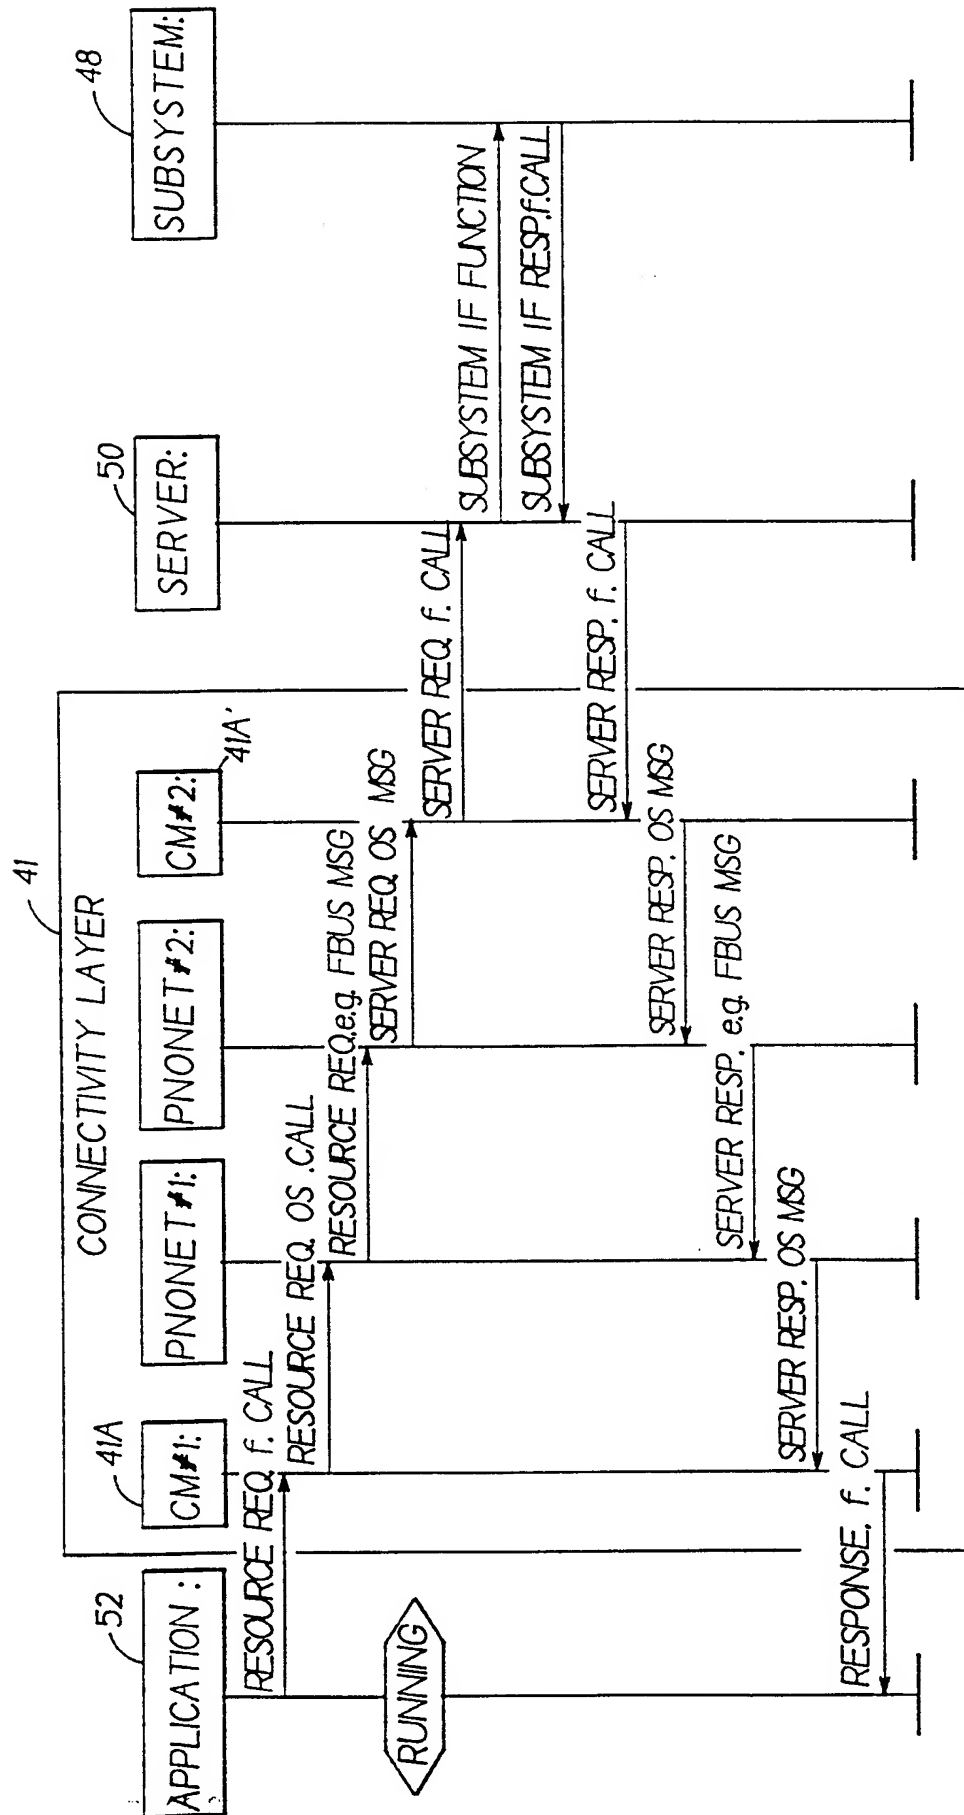 41
CONNECTIVITY LAYER
52
41A
41A'
50
48
APPLICATION :
CM#1:
PNONET#1:
PNONET#2:
CM#2:
SERVER:
SUBSYSTEM:
RESOURCE REQ. f. CALL
RESOURCE REQ. OS .CALL
RESOURCE REQ.e.g. FBUS MSG
RUNNING
SERVER REQ. OS MSG
SERVER REQ. f. CALL
SUBSYSTEM IF FUNCTION
SUBSYSTEM IF RESP.f.CALL
SERVER RESP. f. CALL
SERVER RESP. OS MSG
SERVER RESP. e.g. FBUS MSG
SERVER RESP. OS MSG
RESPONSE, f. CALL